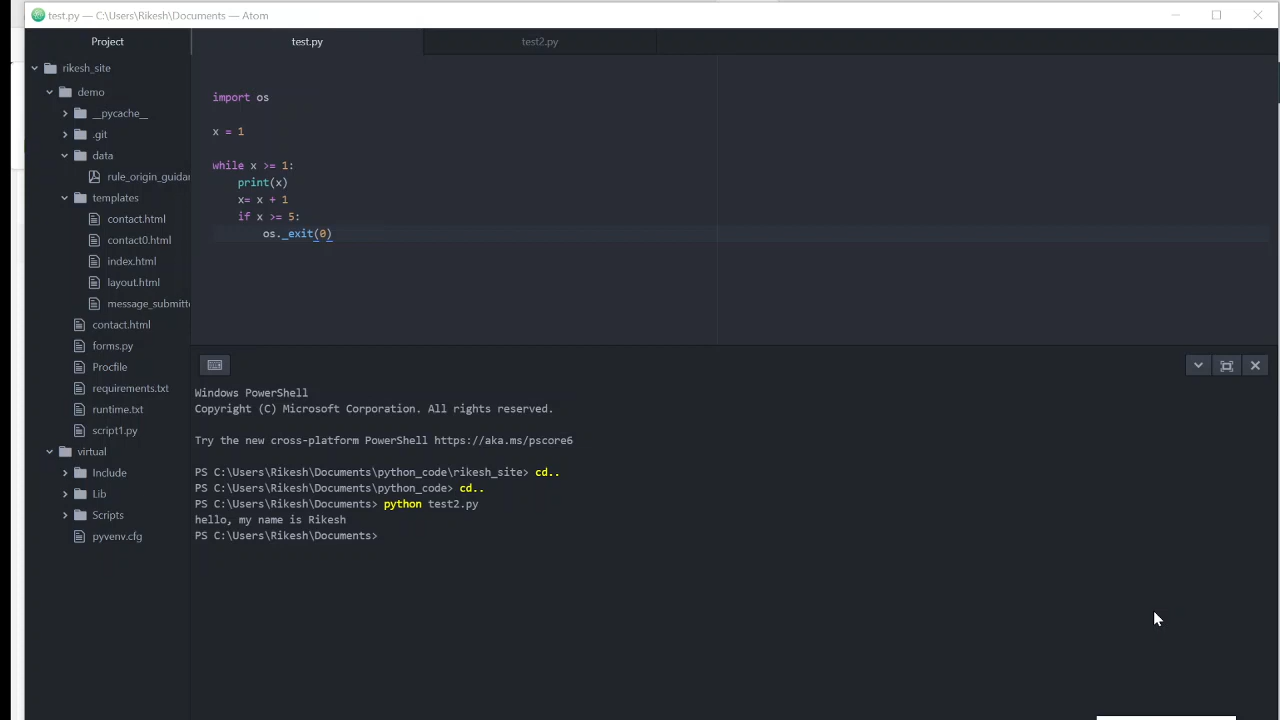 test.py — C:\Users\Rikesh\Documents — Atom
Project
rikesh_site
demo
__pycache__
.git
data
rule_origin_guidan
templates
contact.html
contact0.html
index.html
layout.html
message_submitte
contact.html
forms.py
Procfile
requirements.txt
runtime.txt
script1.py
virtual
Include
Lib
Scripts
pyvenv.cfg
test.py
test2.py
import os
x = 1
while x >= 1:
    print(x)
    x= x + 1
    if x >= 5:
        os._exit(0)
Windows PowerShell
Copyright (C) Microsoft Corporation. All rights reserved.
Try the new cross-platform PowerShell https://aka.ms/pscore6
PS C:\Users\Rikesh\Documents\python_code\rikesh_site> cd..
PS C:\Users\Rikesh\Documents\python_code> cd..
PS C:\Users\Rikesh\Documents> python test2.py
hello, my name is Rikesh
PS C:\Users\Rikesh\Documents>